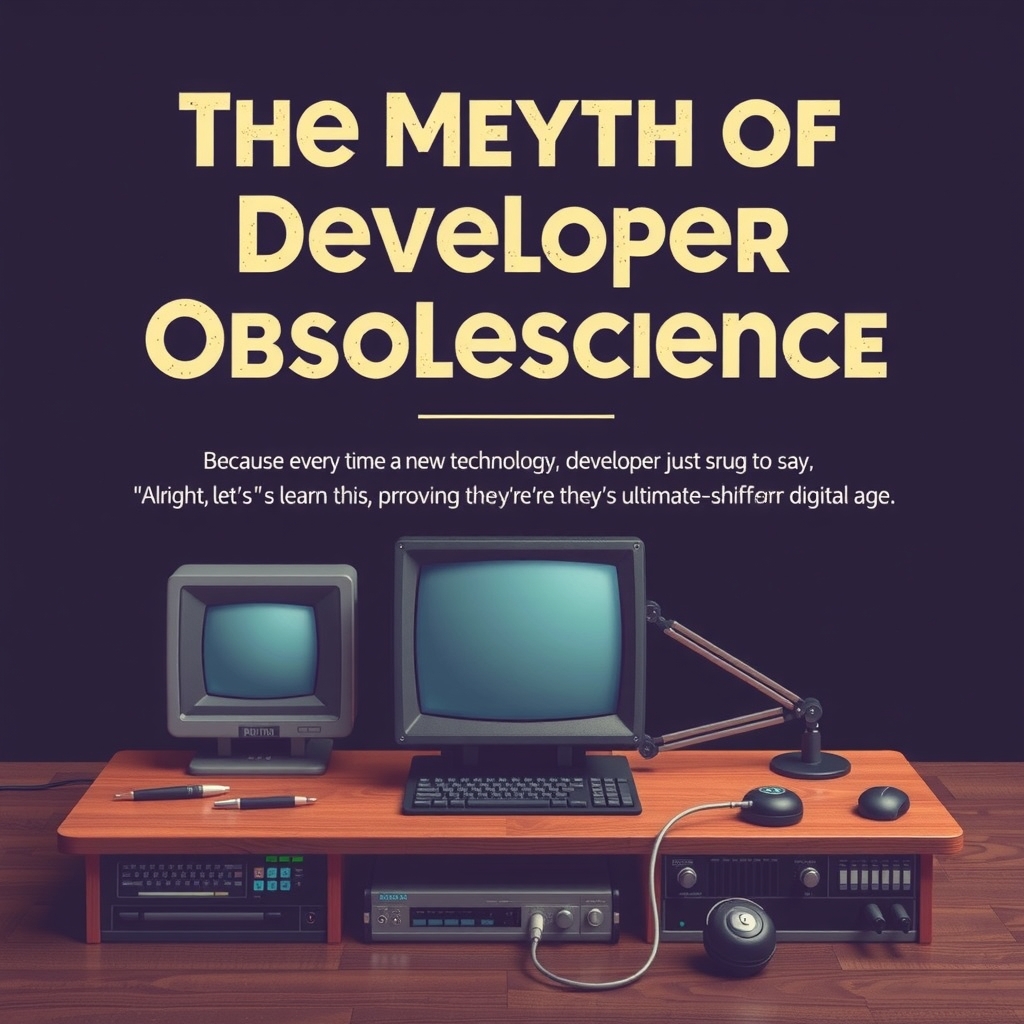 THe MEYTH OF
DeveLoper
OBSOLescience
Because every time a new technology, developer just srug to say,
"Alright, let's"s learn this, prroving they're're they's ultimate-shifferr digital age.